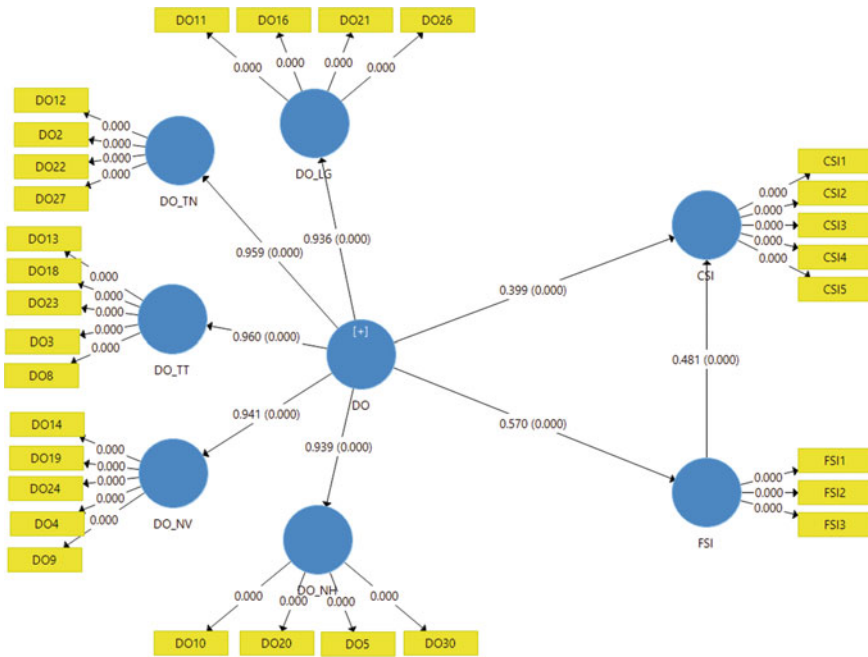 DO11 DO16 DO21 DO26
0.000 0.000 0.000 0.000
DO_LG
DO12
DO2
DO22
DO27
0.000
0.000
0.000
0.000
DO_TN
DO13
DO18
DO23
DO3
DO8
0.000
0.000
0.000
0.000
0.000
DO_TT
DO14
DO19
DO24
DO4
DO9
0.000
0.000
0.000
0.000
0.000
DO_NV
0.936 (0.000)
0.959 (0.000)
0.960 (0.000)
0.941 (0.000)
0.939 (0.000)
[+]
DO
0.399 (0.000)
0.570 (0.000)
0.481 (0.000)
CSI
0.000
0.000
0.000
0.000
0.000
CSI1
CSI2
CSI3
CSI4
CSI5
FSI
0.000
0.000
0.000
FSI1
FSI2
FSI3
DO_NH
0.000 0.000 0.000 0.000
DO10 DO20 DO5 DO30